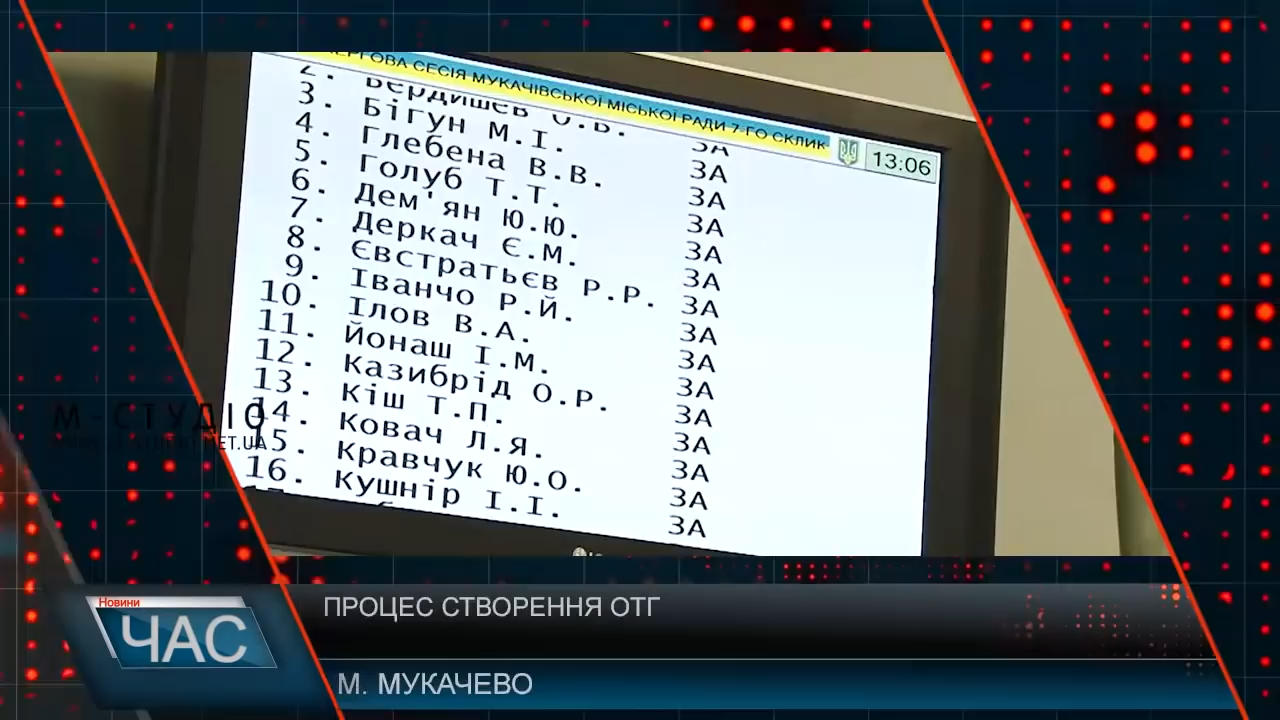 ЧЕРГОВА СЕСІЯ МУКАЧІВСЬКОЇ МІСЬКОЇ РАДИ 7-ГО СКЛИК
13:06
2. Бердишев О.В. ЗА
3. Бігун М.І. ЗА
4. Глебена В.В. ЗА
5. Голуб Т.Т. ЗА
6. Дем'ян Ю.Ю. ЗА
7. Деркач Є.М. ЗА
8. Євстратьєв Р.Р. ЗА
9. Іванчо Р.Й. ЗА
10. Ілов В.А. ЗА
11. Йонаш І.М. ЗА
12. Казибрід О.Р. ЗА
13. Кіш Т.П. ЗА
14. Ковач Л.Я. ЗА
15. Кравчук Ю.О. ЗА
16. Кушнір І.І. ЗА
М-СТУДІО
Новини
ЧАС
ПРОЦЕС СТВОРЕННЯ ОТГ
М. МУКАЧЕВО